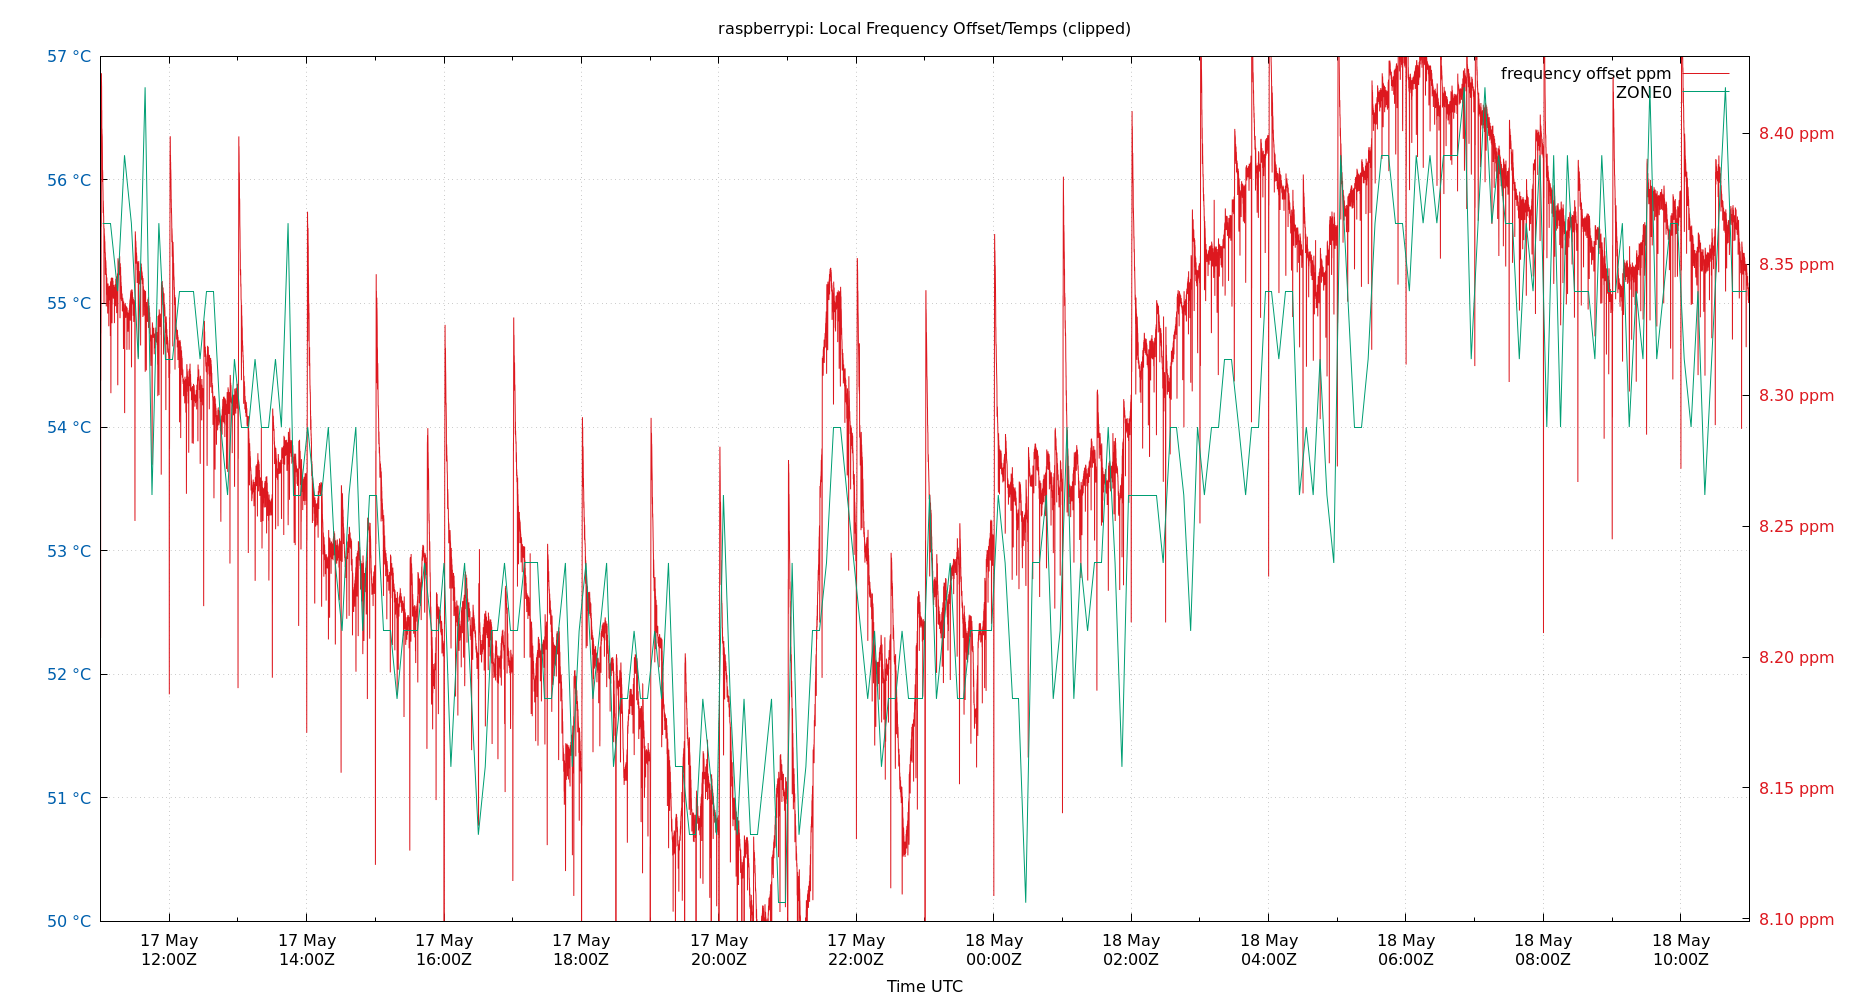 raspberrypi: Local Frequency Offset/Temps (clipped)
57 °C
56 °C
55 °C
54 °C
53 °C
52 °C
51 °C
50 °C
frequency offset ppm
ZONE0
8.40 ppm
8.35 ppm
8.30 ppm
8.25 ppm
8.20 ppm
8.15 ppm
8.10 ppm
17 May
12:00Z
17 May
14:00Z
17 May
16:00Z
17 May
18:00Z
17 May
20:00Z
17 May
22:00Z
18 May
00:00Z
18 May
02:00Z
18 May
04:00Z
18 May
06:00Z
18 May
08:00Z
18 May
10:00Z
Time UTC